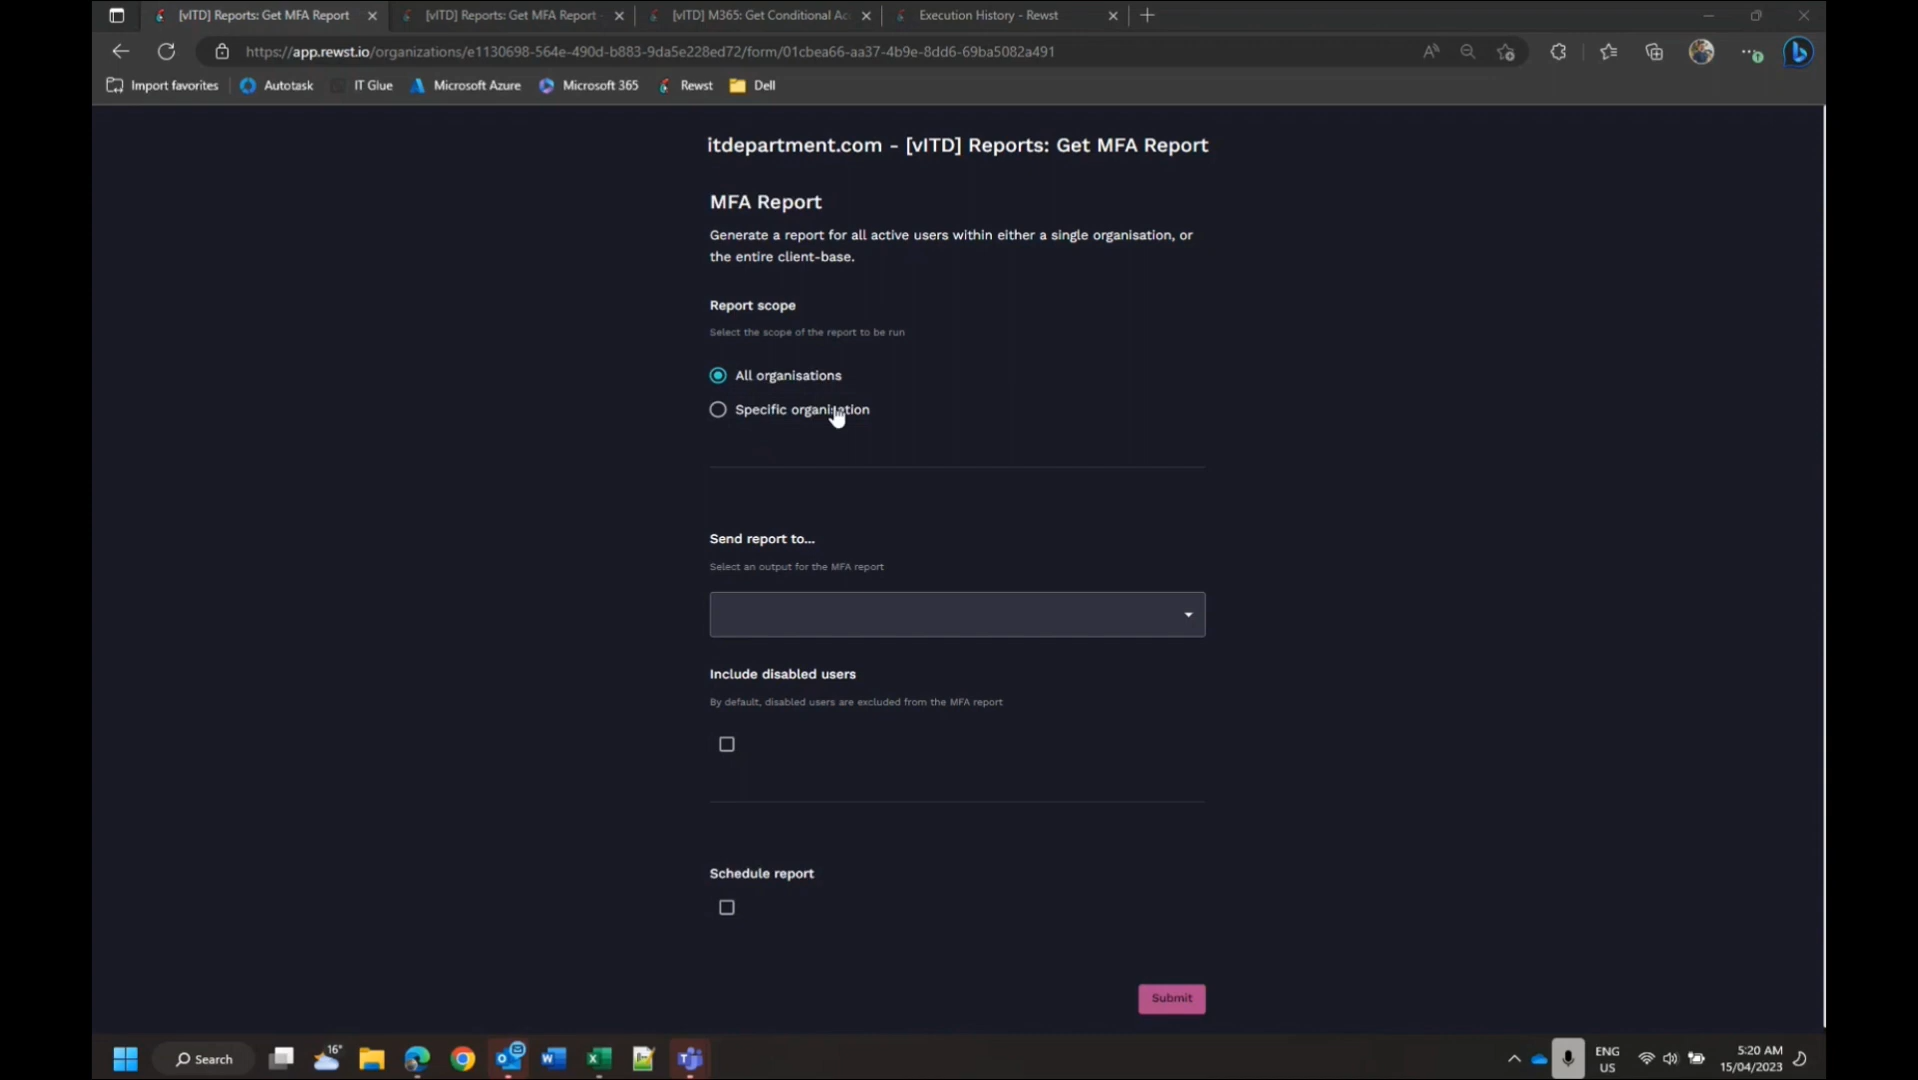 [vITD] Reports: Get MFA Report
[vITD] Reports: Get MFA Report -
[vITD] M365: Get Conditional Ac
Execution History - Rewst
https://app.rewst.io/organizations/e1130698-564e-490d-b883-9da5e228ed72/form/01cbea66-aa37-4b9e-8dd6-69ba5082a491
Import favorites
Autotask
IT Glue
Microsoft Azure
Microsoft 365
Rewst
Dell
itdepartment.com - [vITD] Reports: Get MFA Report
MFA Report
Generate a report for all active users within either a single organisation, or
the entire client-base.
Report scope
Select the scope of the report to be run
All organisations
Specific organisation
Send report to...
Select an output for the MFA report
Include disabled users
By default, disabled users are excluded from the MFA report
Schedule report
Submit
Search
16°
ENG
US
5:20 AM
15/04/2023